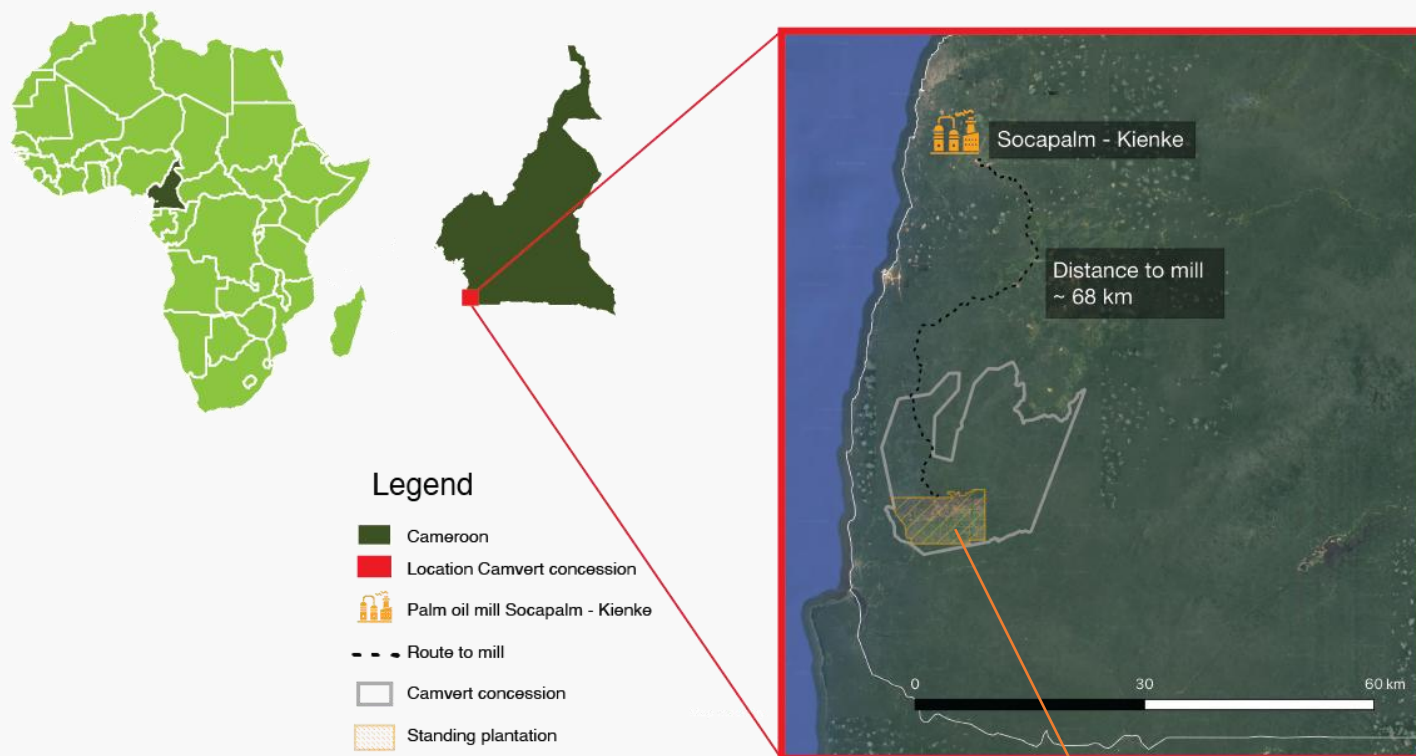 Socapalm - Kienke
Distance to mill
~ 68 km
Legend
Cameroon
Location Camvert concession
Palm oil mill Socapalm - Kienke
Route to mill
Camvert concession
Standing plantation
0 30 60 km